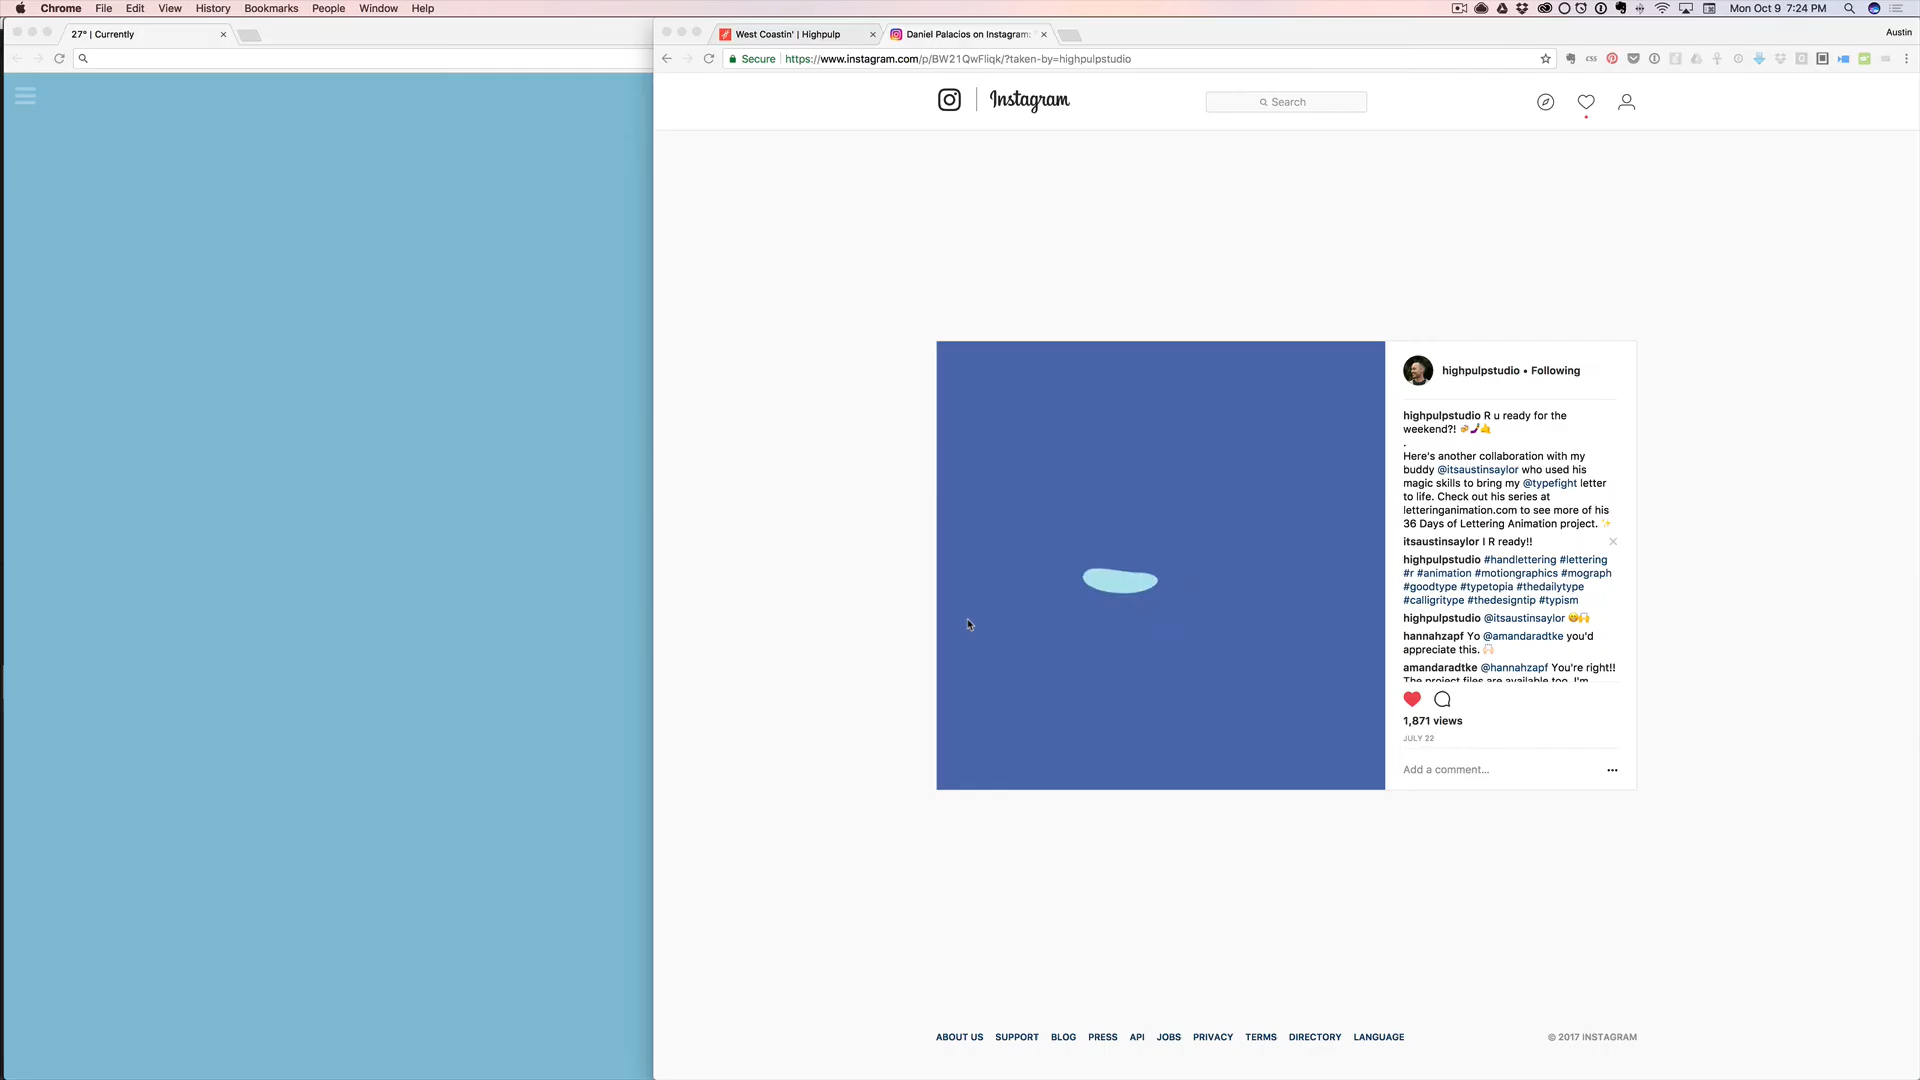 Chrome File Edit View History Bookmarks People Window Help
Mon Oct 9 7:24 PM
27° | Currently
West Coastin' | Highpulp
Daniel Palacios on Instagram:
Austin
Secure
https://www.instagram.com/p/BW21QwFliqk/?taken-by=highpulpstudio
Instagram
Search
highpulpstudio • Following
highpulpstudio R u ready for the
weekend?! 
.
Here's another collaboration with my
buddy @itsaustinsaylor who used his
magic skills to bring my @typefight letter
to life. Check out his series at
letteringanimation.com to see more of his
36 Days of Lettering Animation project. ✨
itsaustinsaylor I R ready!!
highpulpstudio #handlettering #lettering
#r #animation #motiongraphics #mograph
#goodtype #typetopia #thedailytype
#calligritype #thedesigntip #typism
highpulpstudio @itsaustinsaylor
hannahzapf Yo @amandaradtke you'd
appreciate this.
amandaradtke @hannahzapf You're right!!
The project files are available too. I'm
1,871 views
JULY 22
Add a comment...
ABOUT US SUPPORT BLOG PRESS API JOBS PRIVACY TERMS DIRECTORY LANGUAGE
© 2017 INSTAGRAM